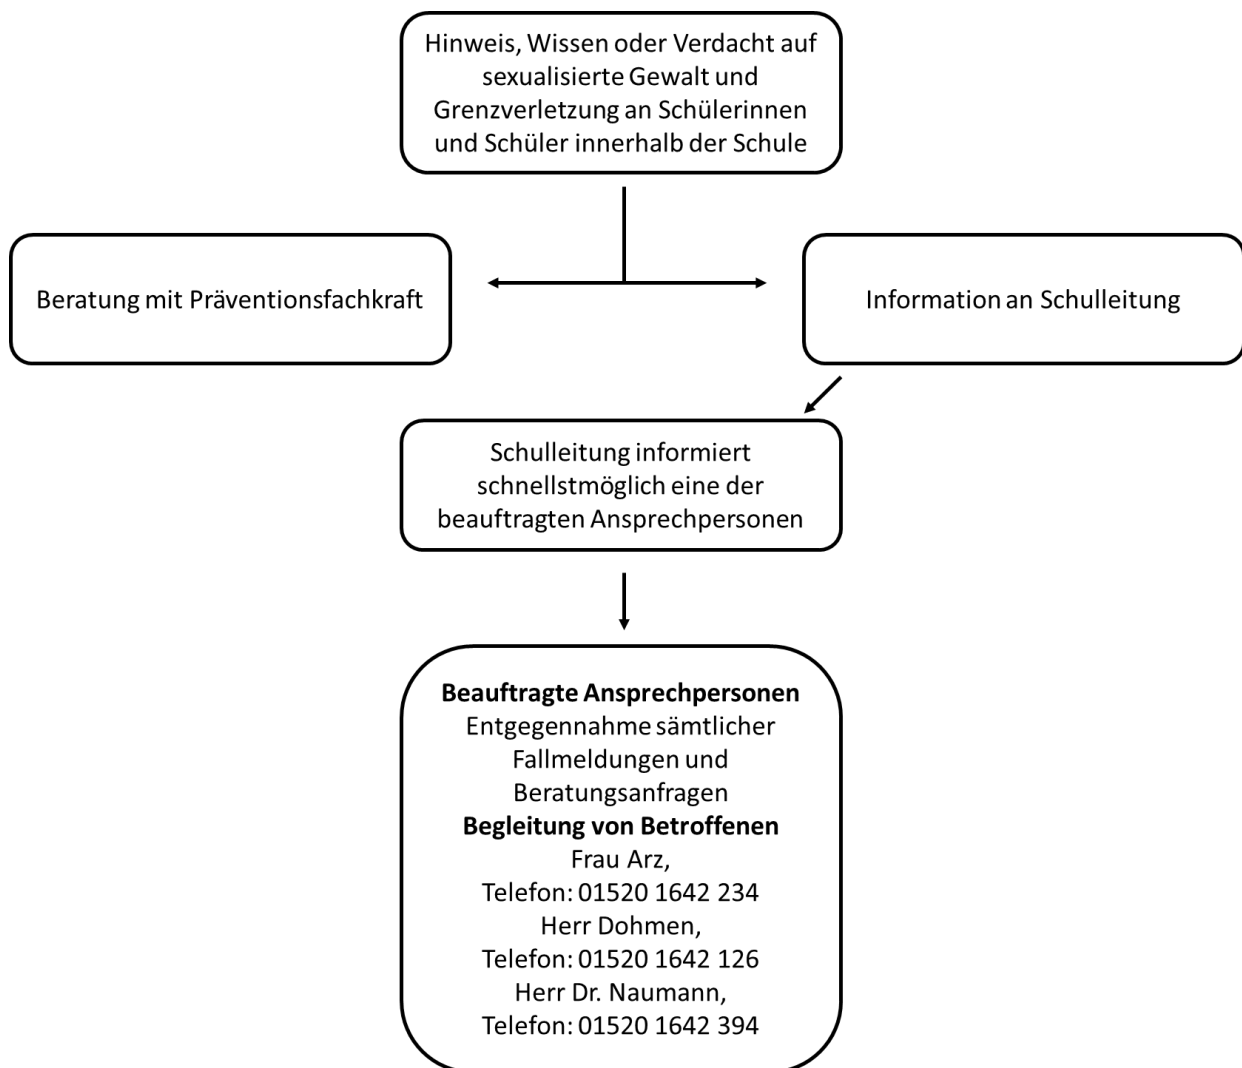 Hinweis, Wissen oder Verdacht auf
sexualisierte Gewalt und
Grenzverletzung an Schülerinnen
und Schüler innerhalb der Schule
Beratung mit Präventionsfachkraft
Information an Schulleitung
Schulleitung informiert
schnellstmöglich eine der
beauftragten Ansprechpersonen
Beauftragte Ansprechpersonen
Entgegennahme sämtlicher
Fallmeldungen und
Beratungsanfragen
Begleitung von Betroffenen
Frau Arz,
Telefon: 01520 1642 234
Herr Dohmen,
Telefon: 01520 1642 126
Herr Dr. Naumann,
Telefon: 01520 1642 394